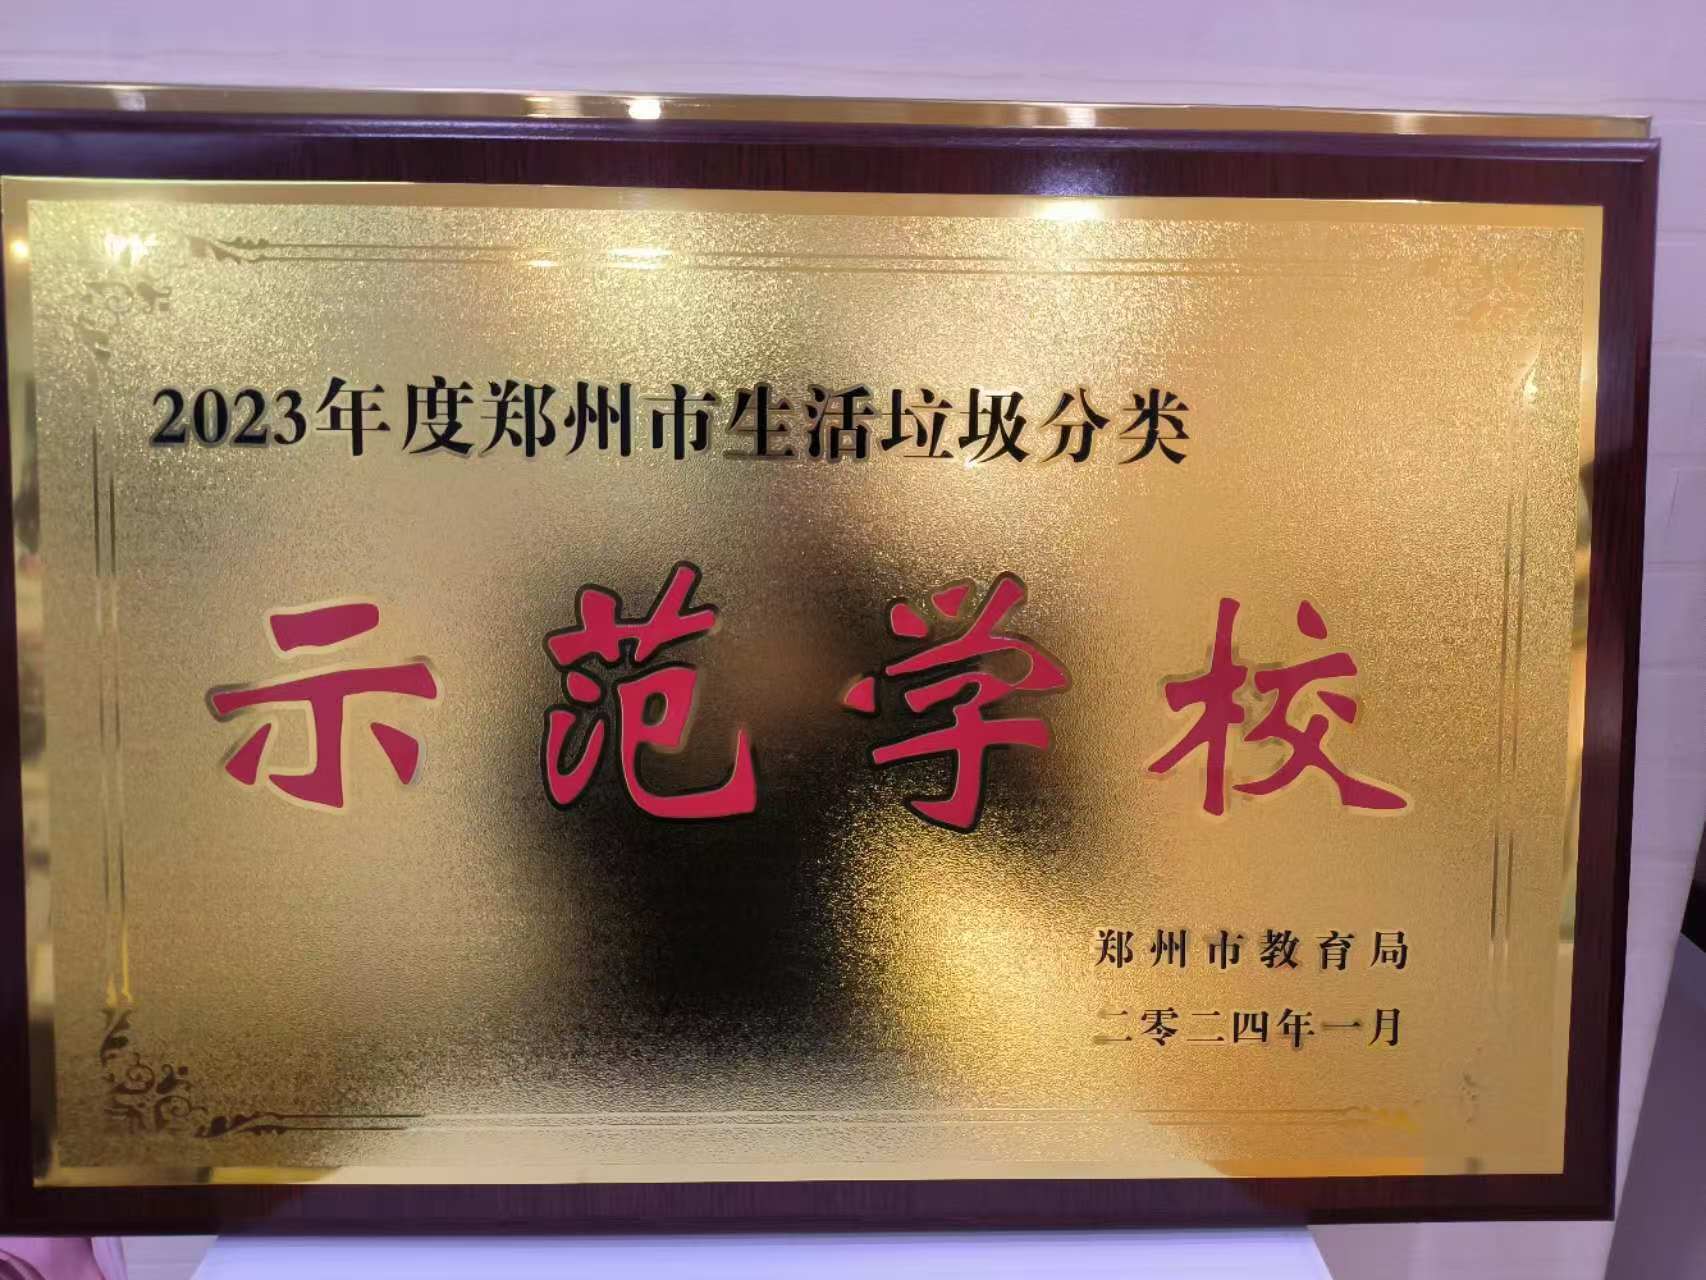 2023年度郑州市生活垃圾分类
示范学校
郑州市教育局
二零二四年一月